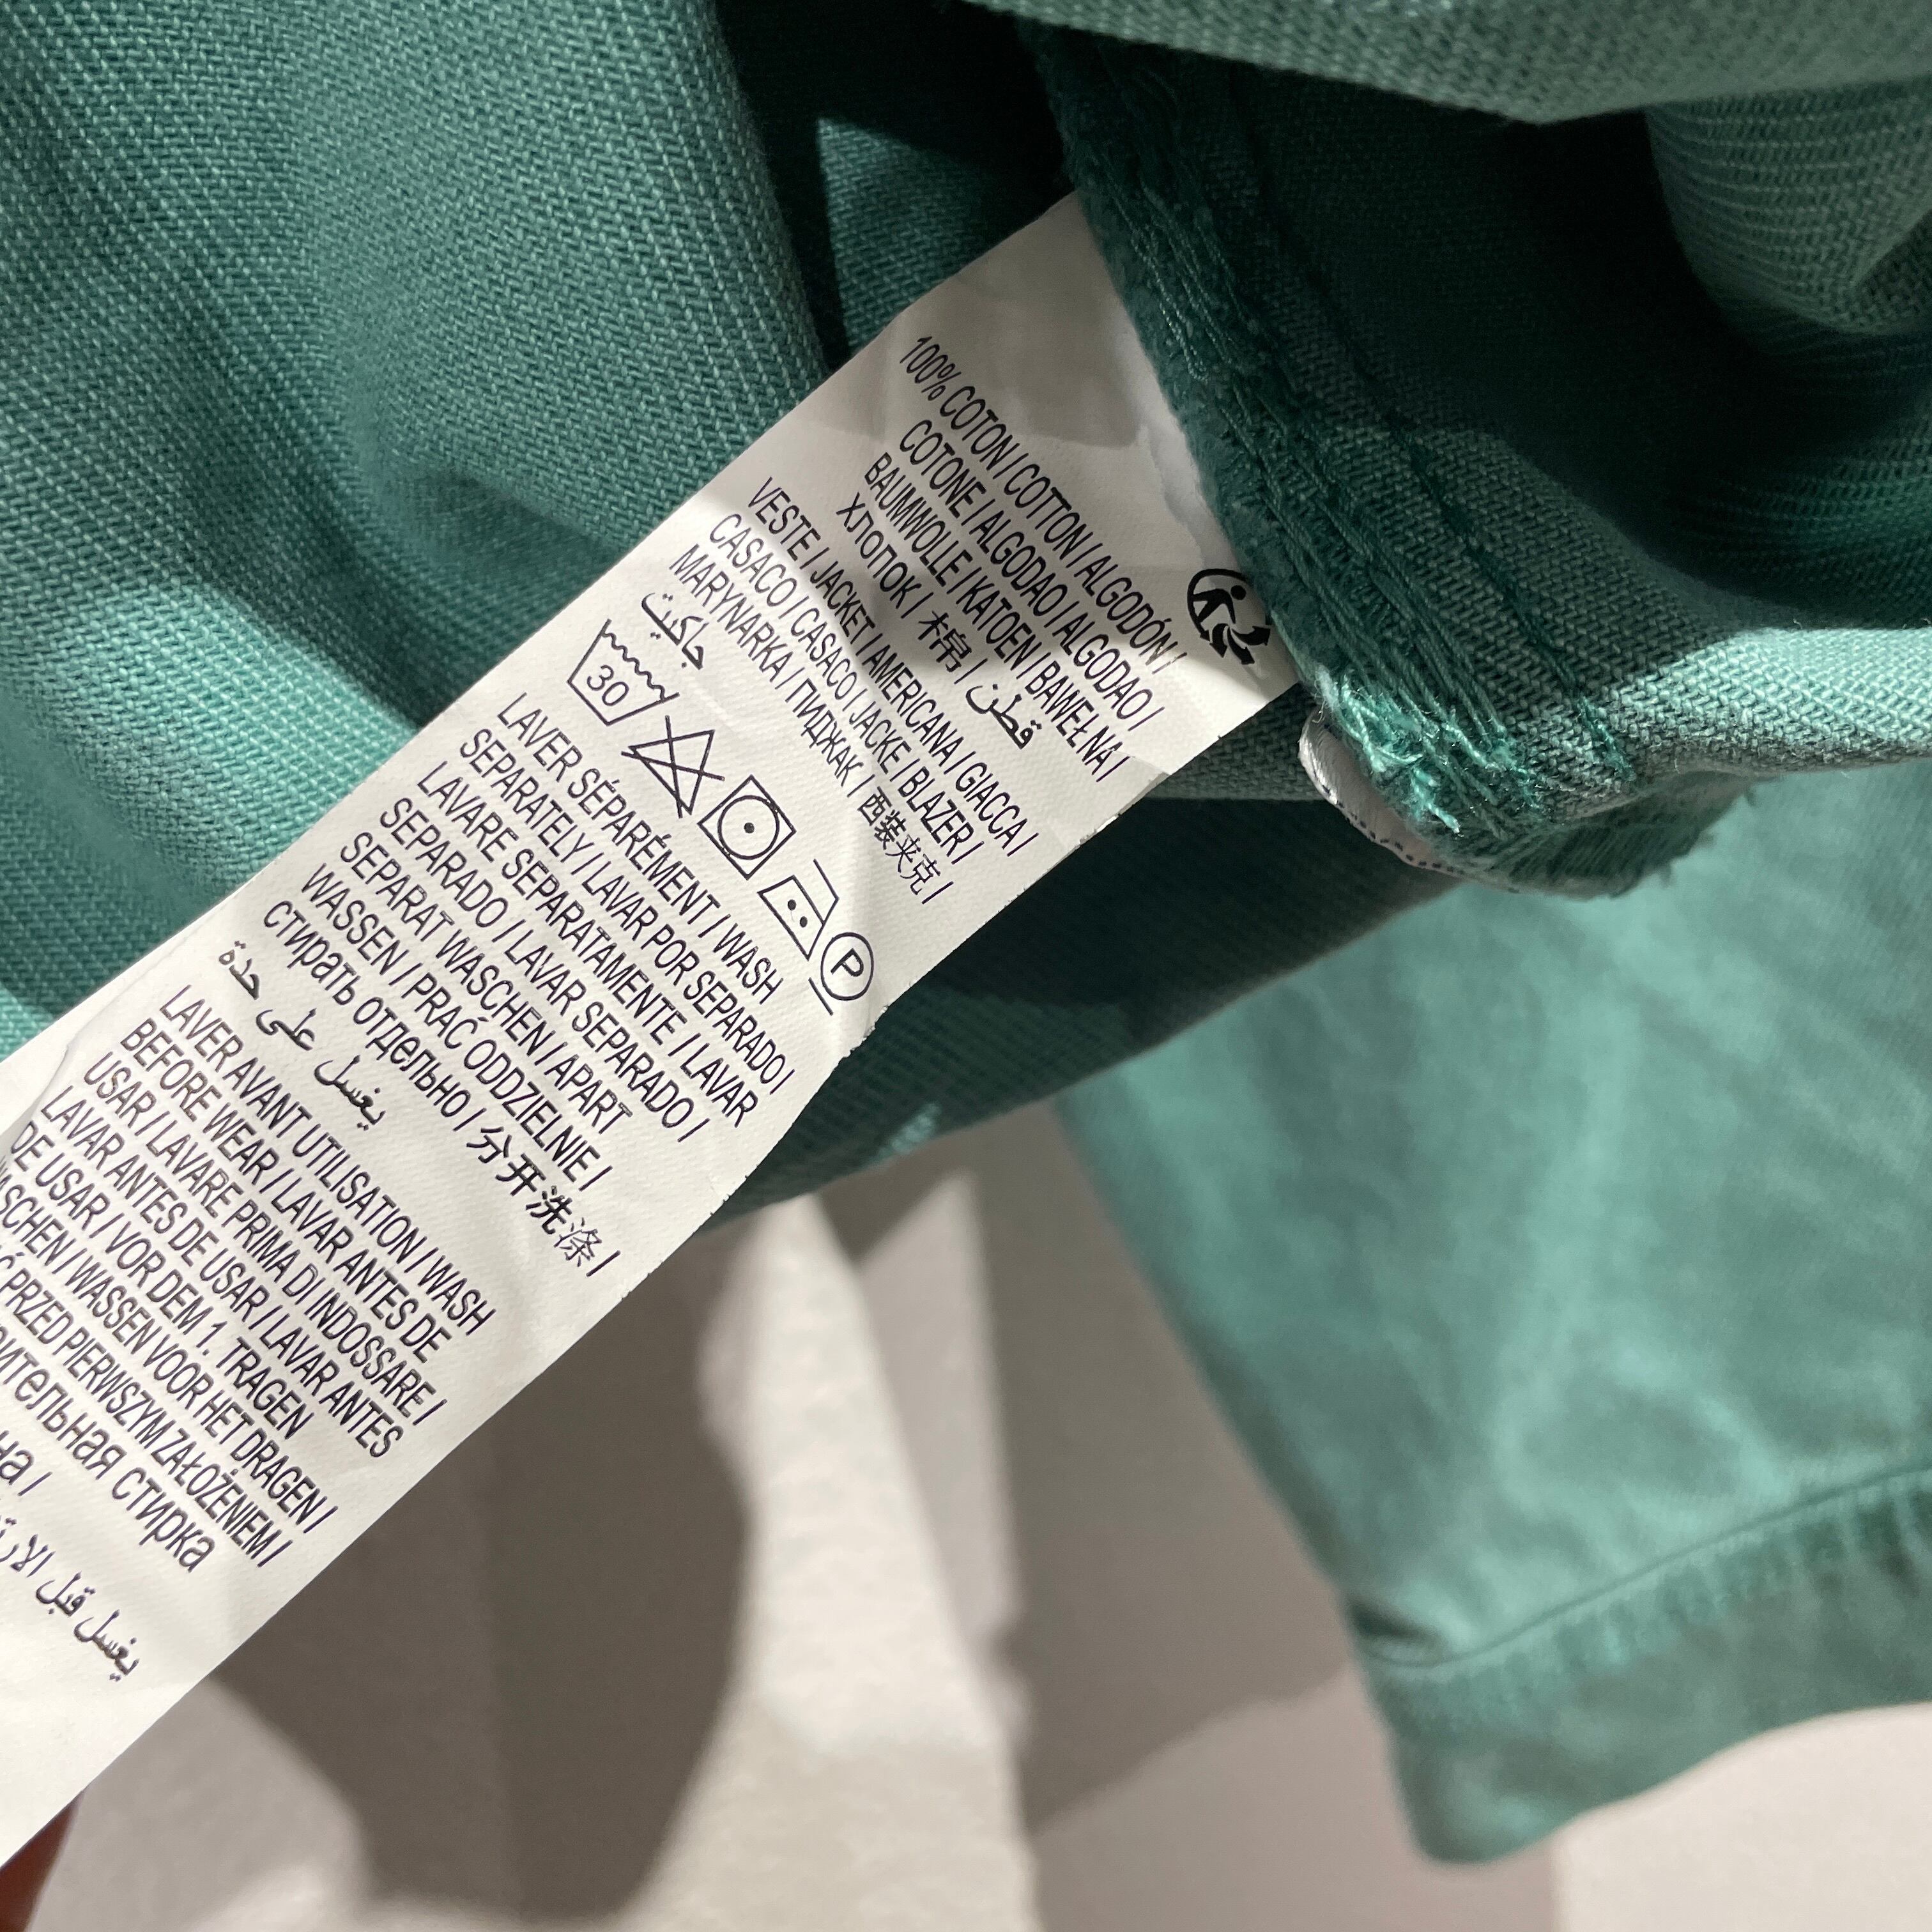 100% COTON / COTTON / ALGODÓN /
COTONE / ALGODAO / ALGODAO /
BAUMWOLLE / KATOEN / BAWEŁNA /
ХЛОПОК / 棉 / قطن
VESTE / JACKET / AMERICANA / GIACCA /
CASACO / CASACO / JACKE / BLAZER /
MARYNARKA / ПИДЖАК / 西装夹克 /
جاكيت
30
P
LAVER SÉPARÉMENT / WASH
SEPARATELY / LAVAR POR SEPARADO /
LAVARE SEPARATAMENTE / LAVAR
SEPARADO / LAVAR SEPARADO /
SEPARAT WASCHEN / APART
WASSEN / PRAĆ ODDZIELNIE /
стирать отдельно / 分开洗涤 /
يغسل على حدة
LAVER AVANT UTILISATION / WASH
BEFORE WEAR / LAVAR ANTES DE
USAR / LAVARE PRIMA DI INDOSSARE /
LAVAR ANTES DE USAR / LAVAR ANTES
DE USAR / VOR DEM 1. TRAGEN
WASSEN VOOR HET DRAGEN /
PRZED PIERWSZYM ZAŁOŻENIEM /
стирка
يغسل قبل